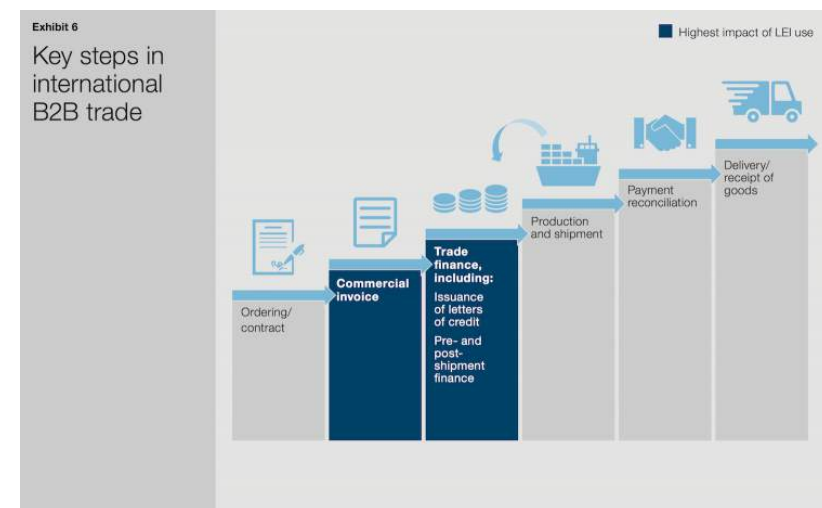 Exhibit 6
Key steps in
international
B2B trade
Highest impact of LEI use
Ordering/
contract
Commercial
invoice
Trade
finance,
including:
Issuance
of letters
of credit
Pre- and
post-
shipment
finance
Production
and shipment
Payment
reconciliation
Delivery/
receipt of
goods